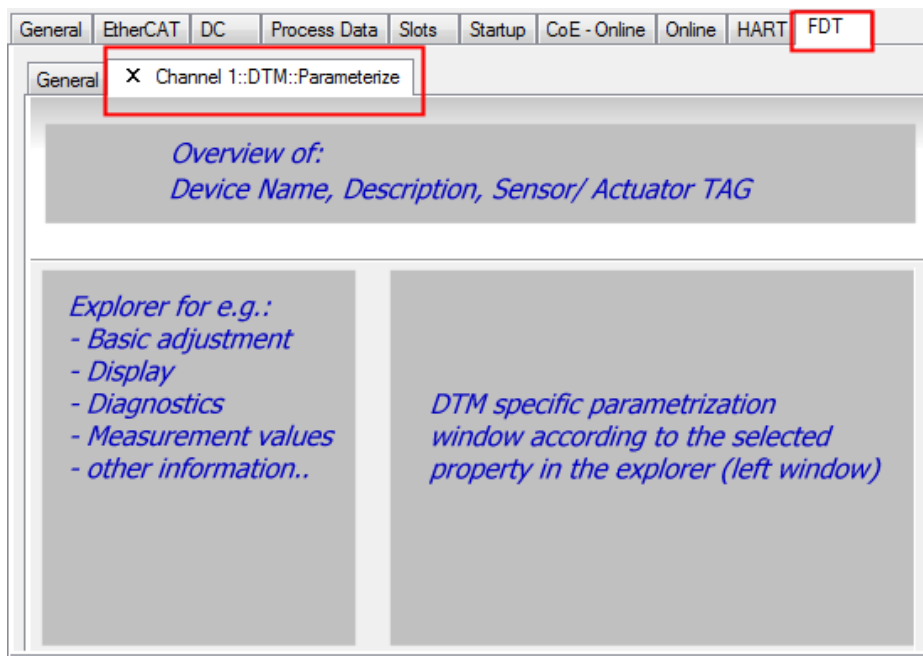 General EtherCAT DC Process Data Slots Startup CoE - Online Online HART FDT
General X Channel 1::DTM::Parameterize
Overview of:
Device Name, Description, Sensor/ Actuator TAG
Explorer for e.g.:
- Basic adjustment
- Display
- Diagnostics
- Measurement values
- other information..
DTM specific parametrization
window according to the selected
property in the explorer (left window)